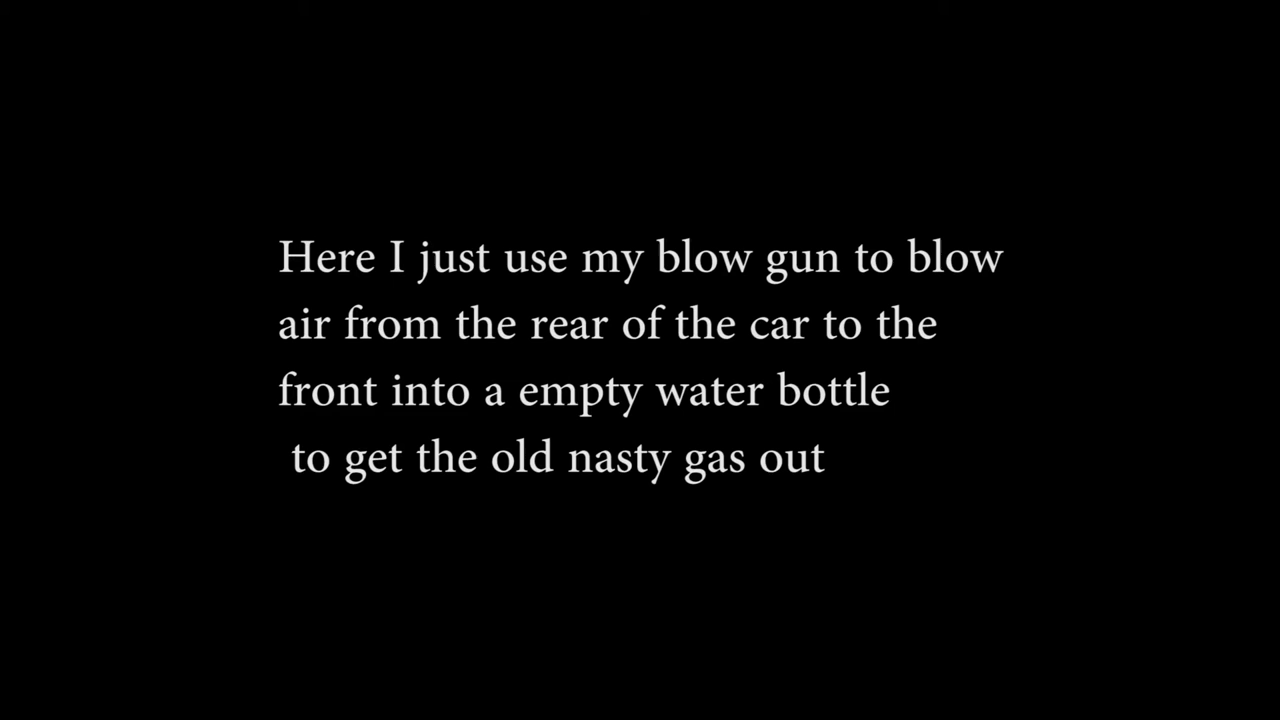 Here I just use my blow gun to blow
air from the rear of the car to the
front into a empty water bottle
to get the old nasty gas out